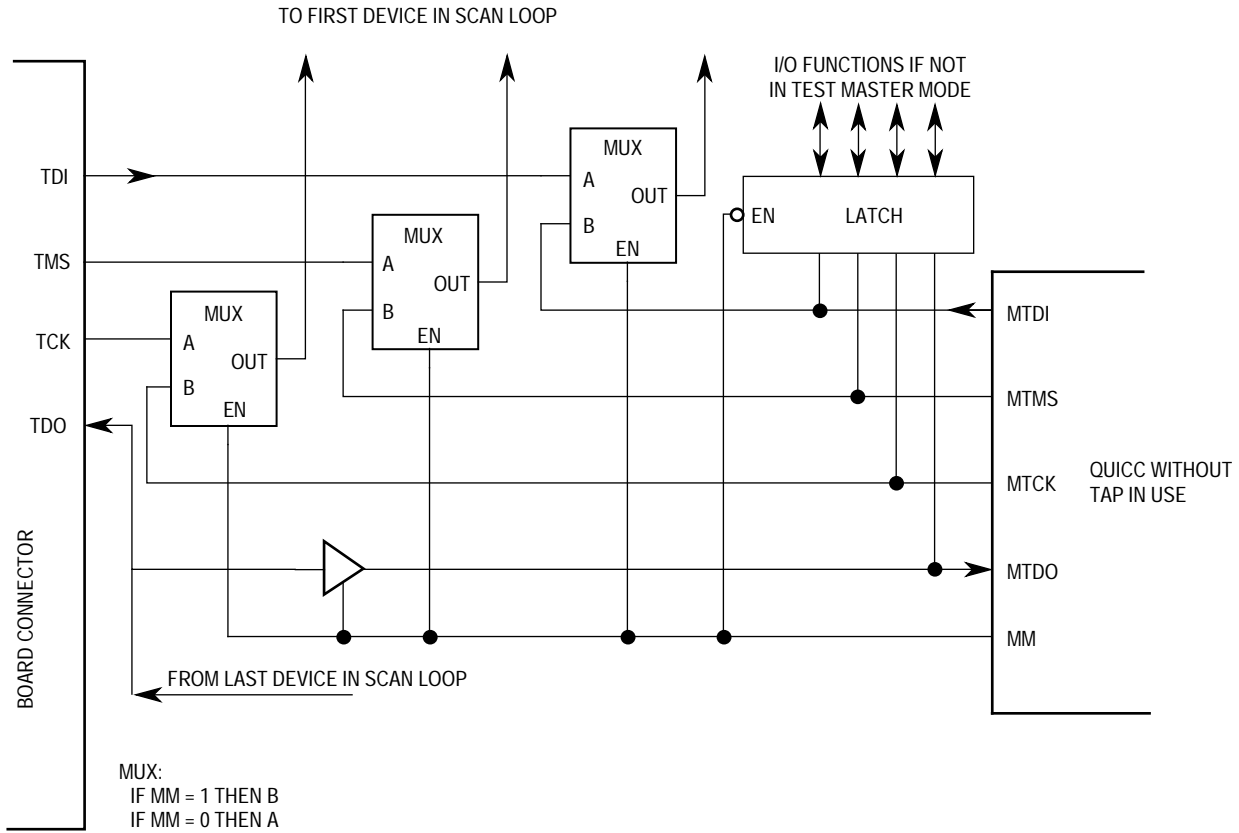 TO FIRST DEVICE IN SCAN LOOP
I/O FUNCTIONS IF NOT
IN TEST MASTER MODE
TDI
MUX
A
OUT
B
EN
EN
LATCH
TMS
MUX
A
OUT
B
EN
TCK
MUX
A
OUT
B
EN
TDO
MTDI
MTMS
MTCK
QUICC WITHOUT
TAP IN USE
MTDO
MM
BOARD CONNECTOR
FROM LAST DEVICE IN SCAN LOOP
MUX:
IF MM = 1 THEN B
IF MM = 0 THEN A